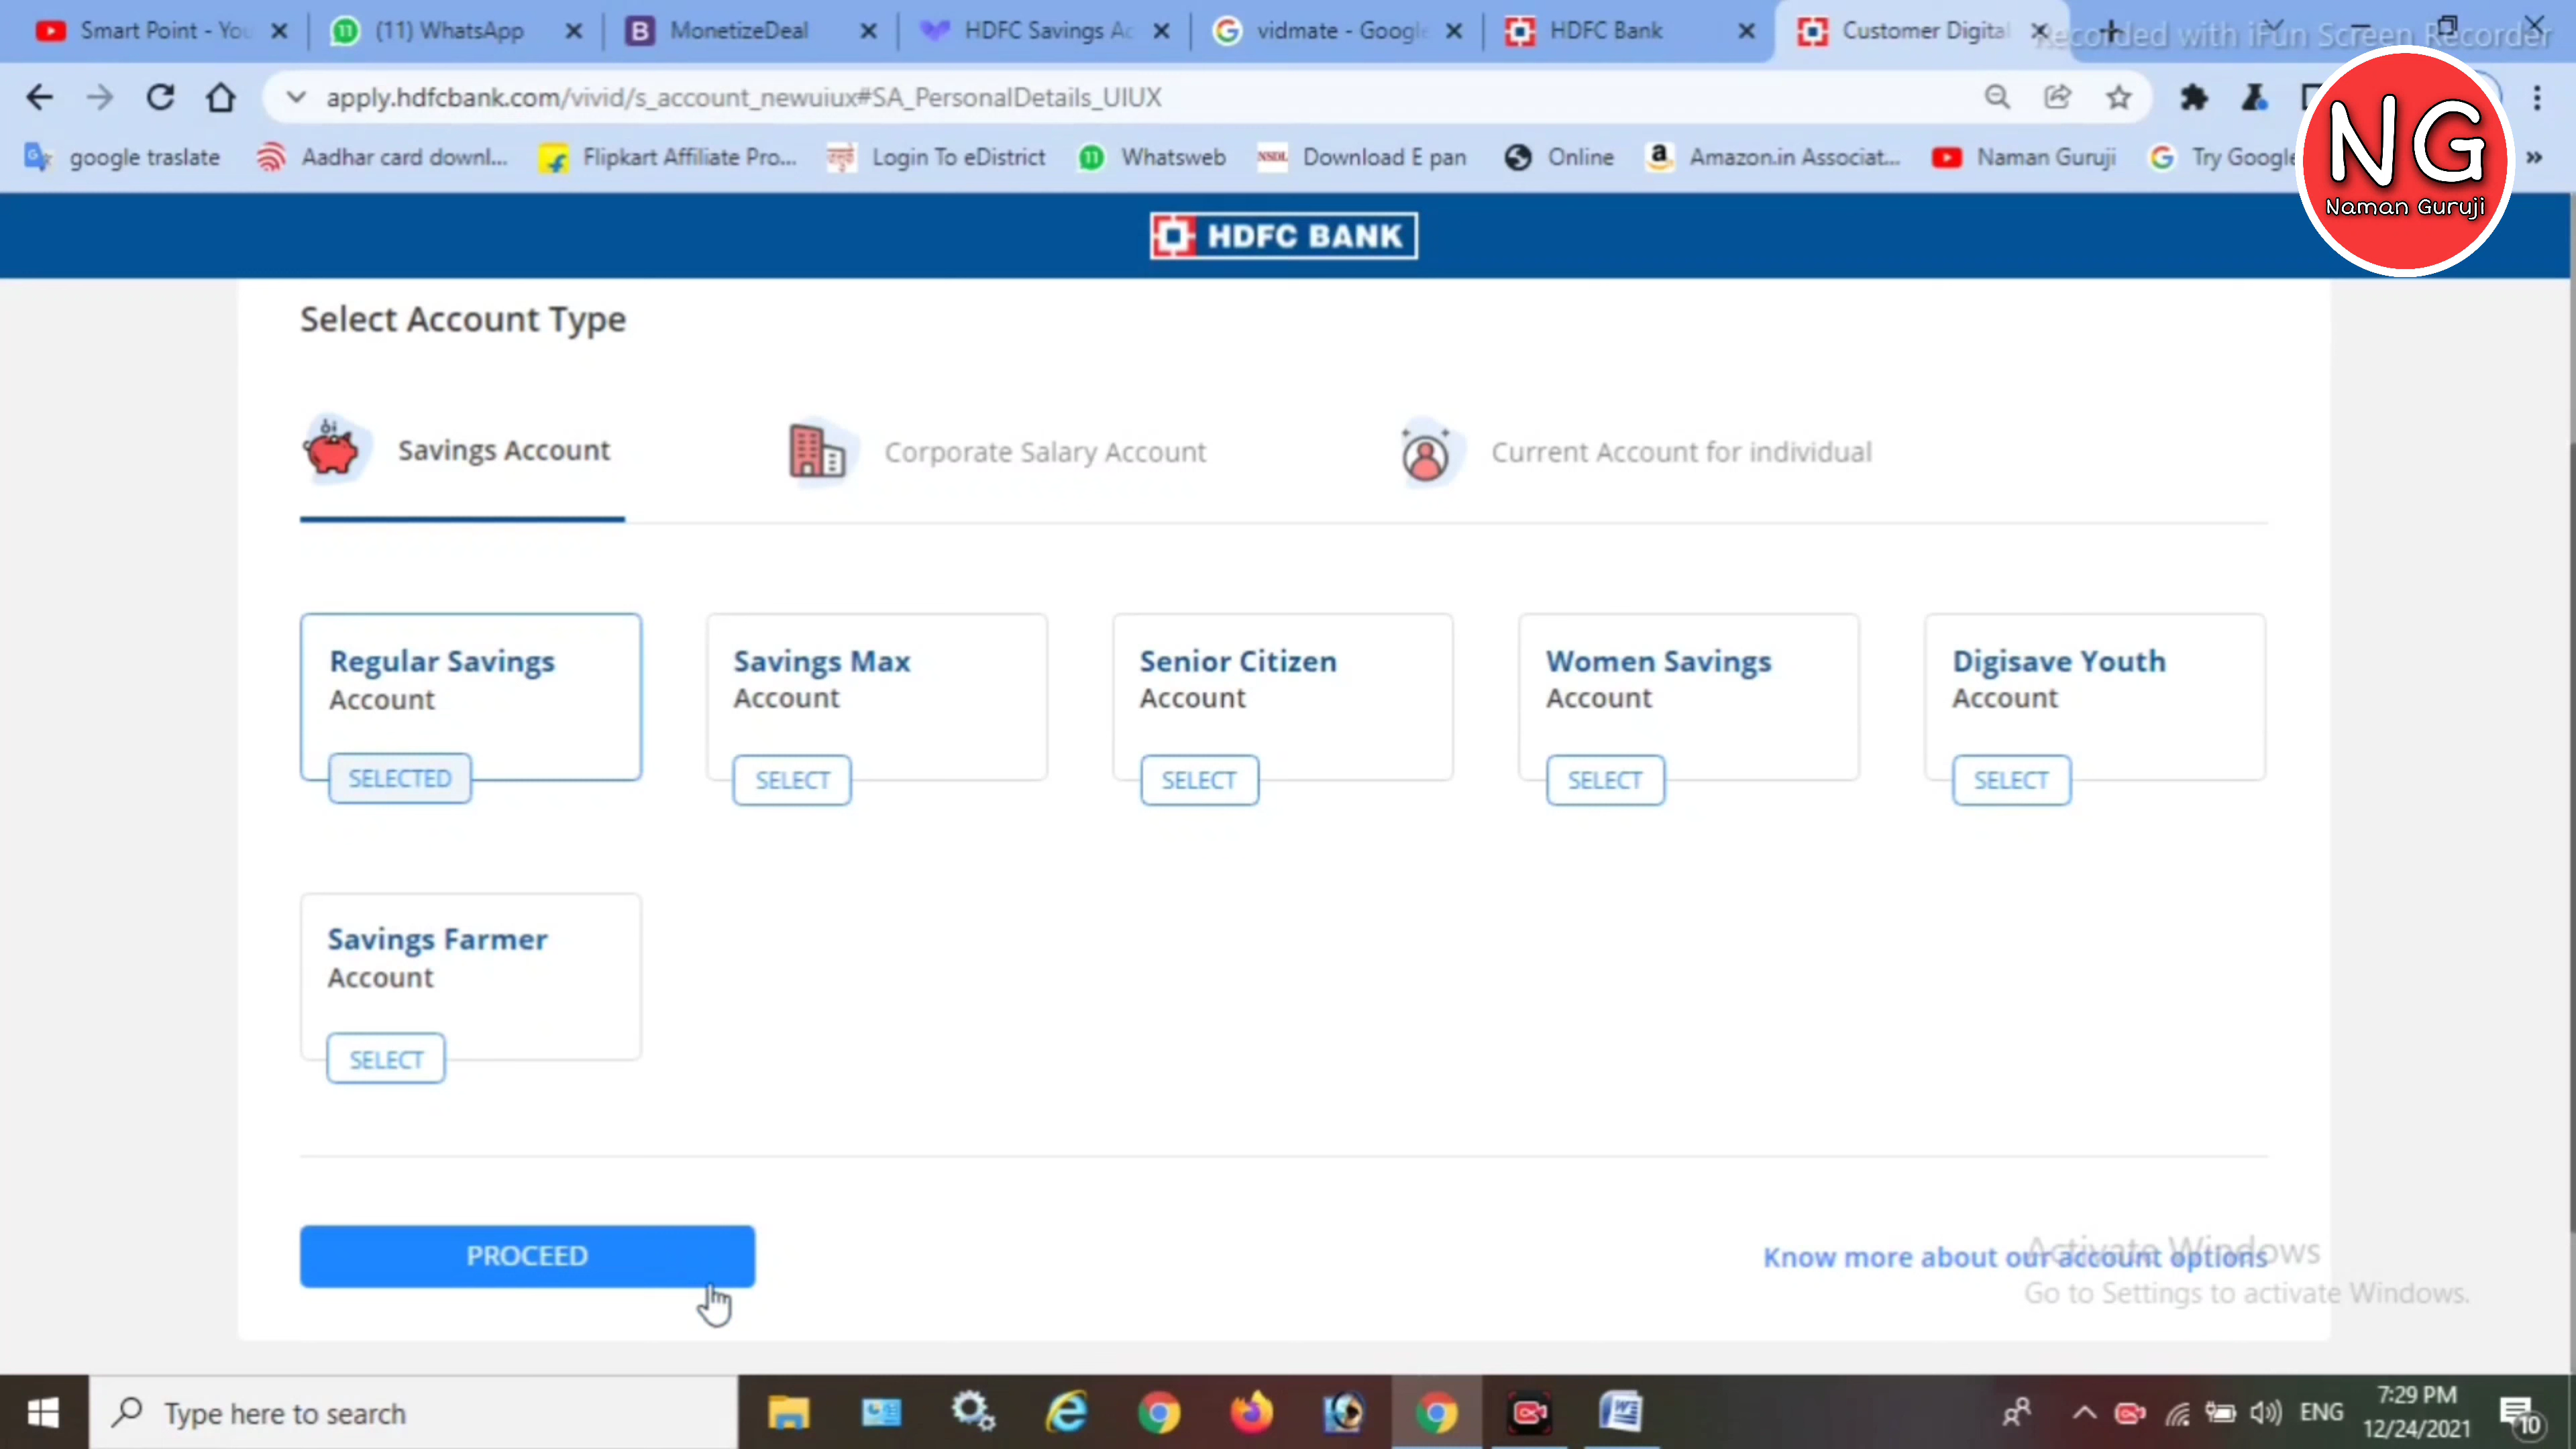 Smart Point - You
(11) WhatsApp
MonetizeDeal
HDFC Savings Ac
vidmate - Google
HDFC Bank
Customer Digital
Recorded with iFun Screen Recorder
apply.hdfcbank.com/vivid/s_account_newuiux#SA_PersonalDetails_UIUX
google traslate
Aadhar card downl...
Flipkart Affiliate Pro...
Login To eDistrict
Whatsweb
NSDL Download E pan
Online
Amazon.in Associat...
Naman Guruji
Try Google
NG
Naman Guruji
HDFC BANK
Select Account Type
Savings Account
Corporate Salary Account
Current Account for individual
Regular Savings
Account
SELECTED
Savings Max
Account
SELECT
Senior Citizen
Account
SELECT
Women Savings
Account
SELECT
Digisave Youth
Account
SELECT
Savings Farmer
Account
SELECT
PROCEED
Know more about our account options
Activate Windows
Go to Settings to activate Windows.
Type here to search
ENG
7:29 PM
12/24/2021
10